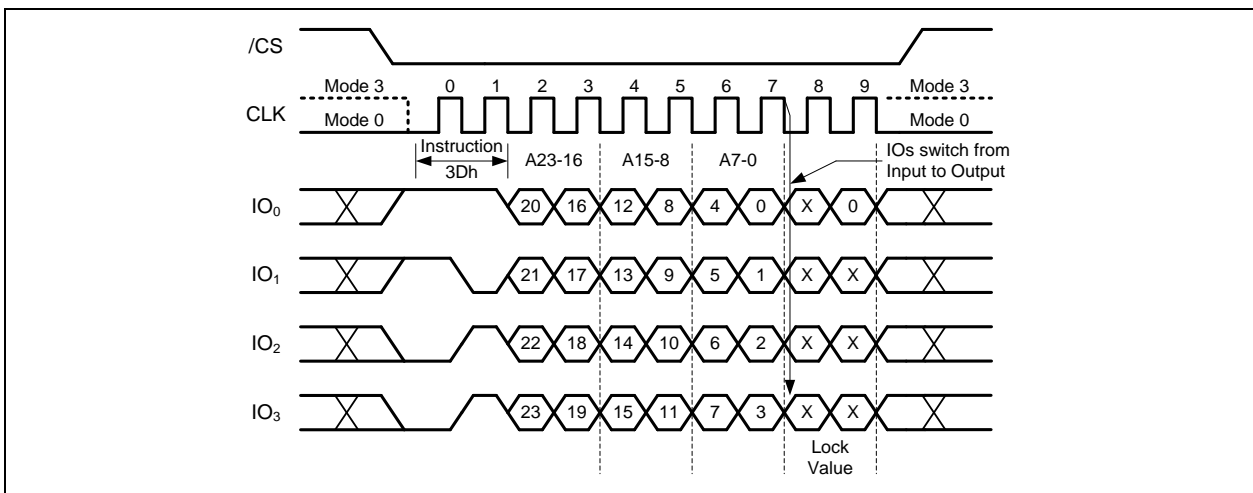 /CS
Mode 3 0 1 2 3 4 5 6 7 8 9 Mode 3
CLK
Mode 0 Mode 0
Instruction A23-16 A15-8 A7-0 IOs switch from
3Dh Input to Output
IO0 20 16 12 8 4 0 X 0
IO1 21 17 13 9 5 1 X X
IO2 22 18 14 10 6 2 X X
IO3 23 19 15 11 7 3 X X
Lock
Value